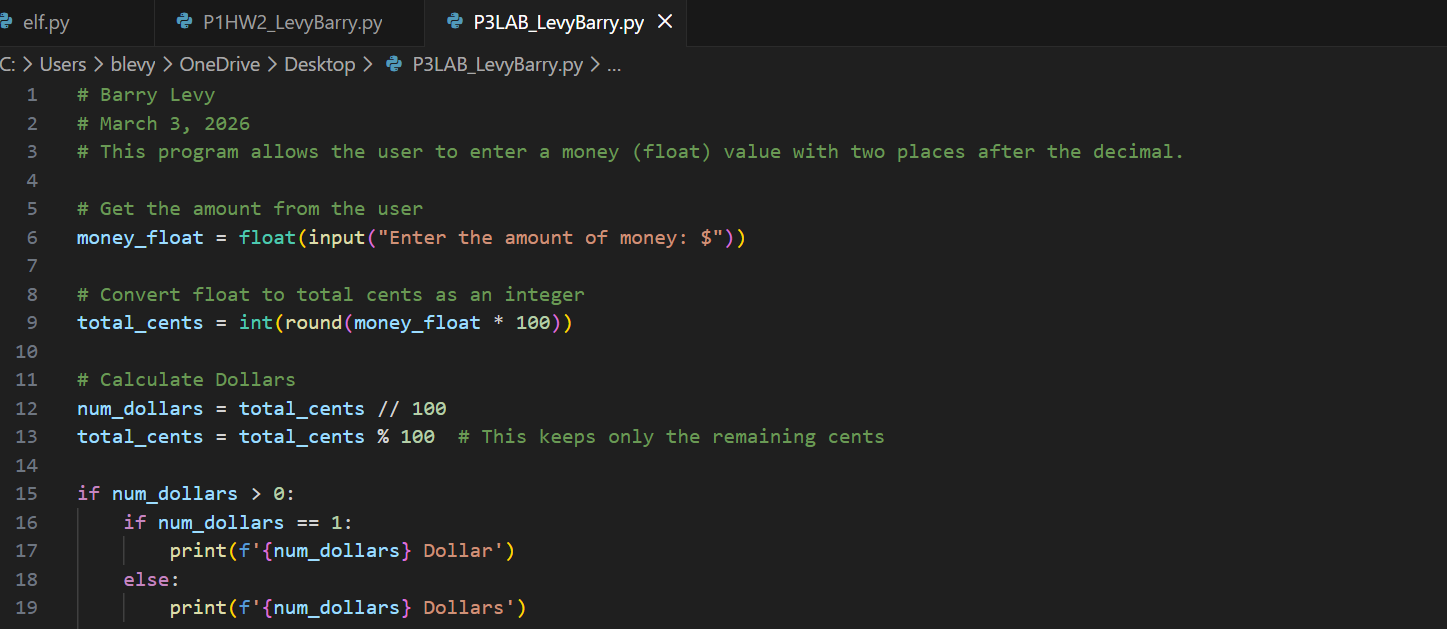 elf.py P1HW2_LevyBarry.py P3LAB_LevyBarry.py
C: > Users > blevy > OneDrive > Desktop > P3LAB_LevyBarry.py > ...
1 # Barry Levy
2 # March 3, 2026
3 # This program allows the user to enter a money (float) value with two places after the decimal.
4
5 # Get the amount from the user
6 money_float = float(input("Enter the amount of money: $"))
7
8 # Convert float to total cents as an integer
9 total_cents = int(round(money_float * 100))
10
11 # Calculate Dollars
12 num_dollars = total_cents // 100
13 total_cents = total_cents % 100  # This keeps only the remaining cents
14
15 if num_dollars > 0:
16     if num_dollars == 1:
17         print(f'{num_dollars} Dollar')
18     else:
19         print(f'{num_dollars} Dollars')